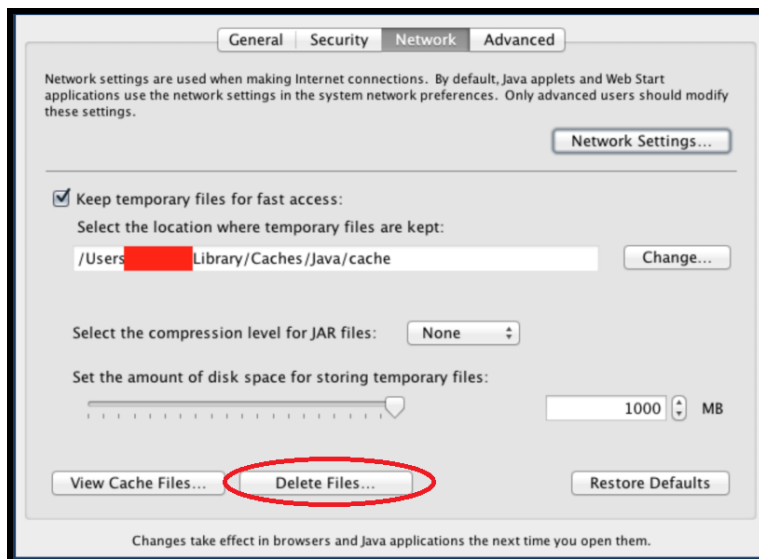 General Security Network Advanced
Network settings are used when making Internet connections. By default, Java applets and Web Start
applications use the network settings in the system network preferences. Only advanced users should modify
these settings.
Network Settings...
Keep temporary files for fast access:
Select the location where temporary files are kept:
/Users Library/Caches/Java/cache
Change...
Select the compression level for JAR files: None
Set the amount of disk space for storing temporary files:
1000 MB
View Cache Files... Delete Files... Restore Defaults
Changes take effect in browsers and Java applications the next time you open them.